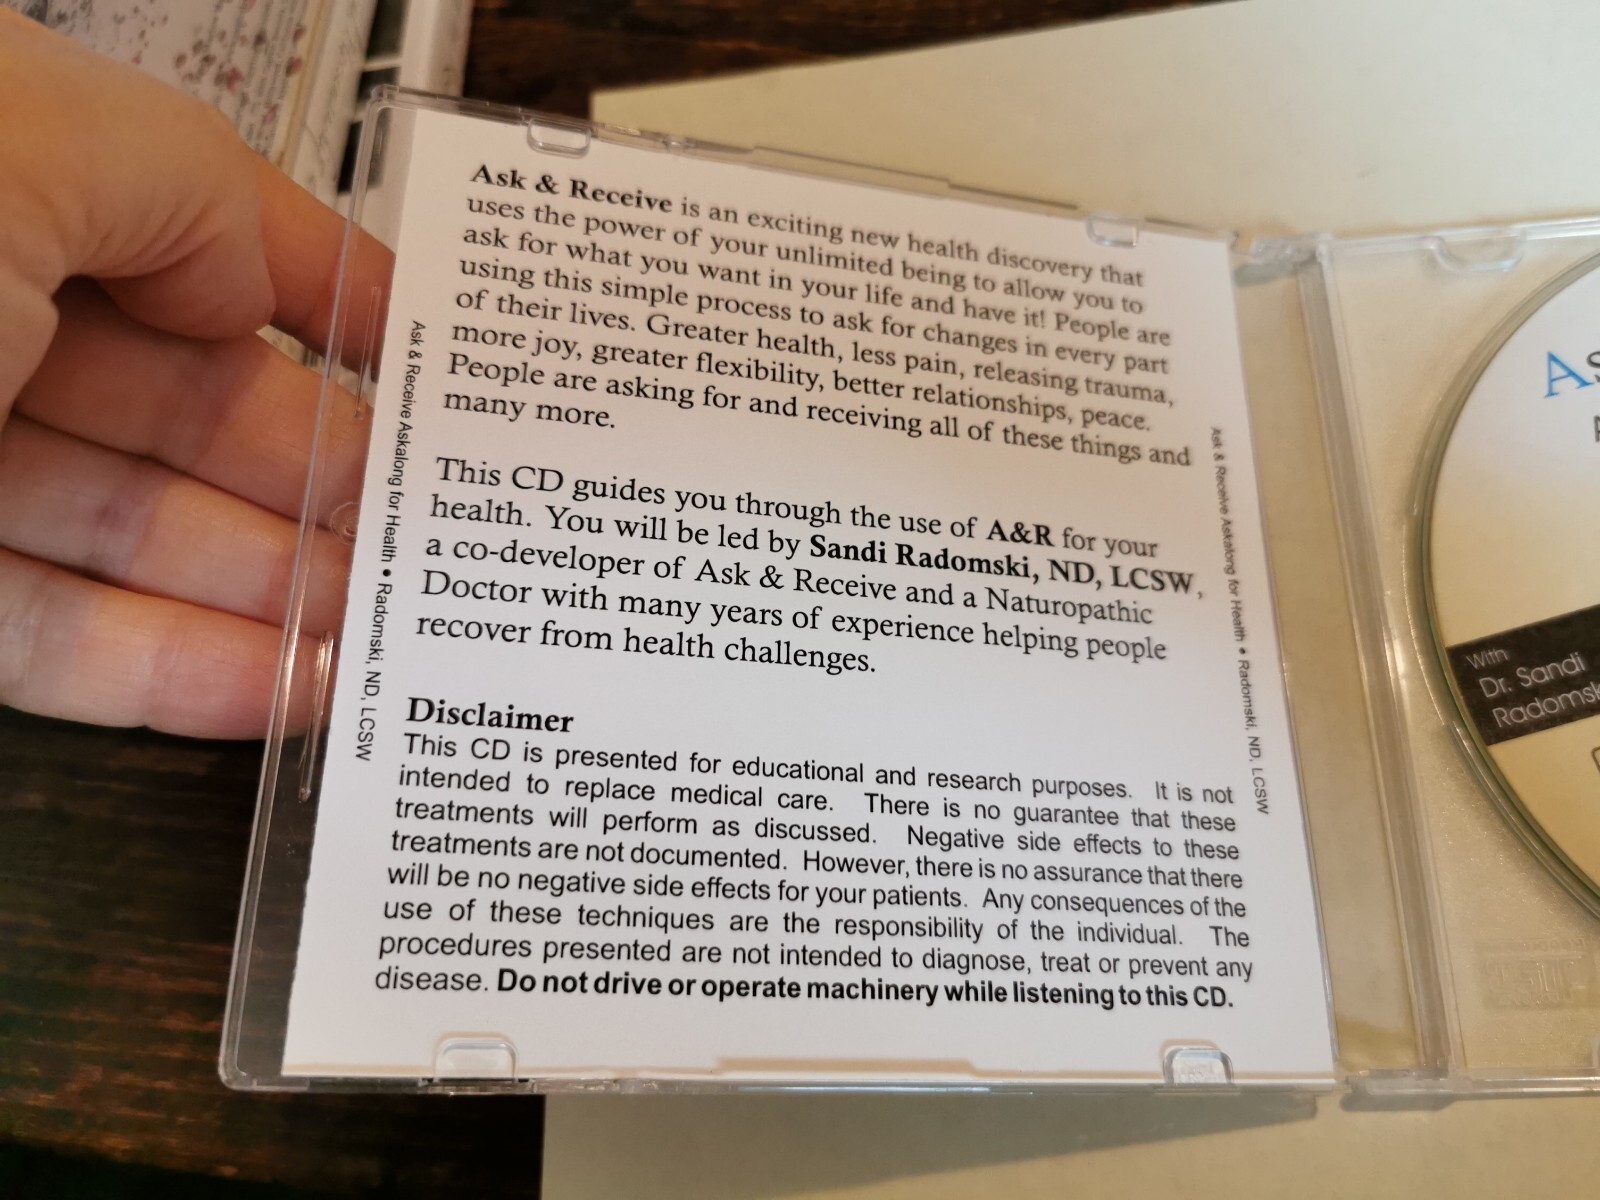 Ask & Receive is an exciting new health discovery that
uses the power of your unlimited being to allow you to
ask for what you want in your life and have it! People are
using this simple process to ask for changes in every part
of their lives. Greater health, less pain, releasing trauma,
more joy, greater flexibility, better relationships, peace.
People are asking for and receiving all of these things and
many more.
This CD guides you through the use of A&R for your
health. You will be led by Sandi Radomski, ND, LCSW,
a co-developer of Ask & Receive and a Naturopathic
Doctor with many years of experience helping people
recover from health challenges.
Disclaimer
This CD is presented for educational and research purposes. It is not
intended to replace medical care. There is no guarantee that these
treatments will perform as discussed. Negative side effects to these
treatments are not documented. However, there is no assurance that there
will be no negative side effects for your patients. Any consequences of the
use of these techniques are the responsibility of the individual. The
procedures presented are not intended to diagnose, treat or prevent any
disease. Do not drive or operate machinery while listening to this CD.
Ask & Receive Askalong for Health • Radomski, ND, LCSW
Ask & Receive Askalong for Health • Radomski, ND, LCSW
As
With
Dr. Sandi
Radomsk